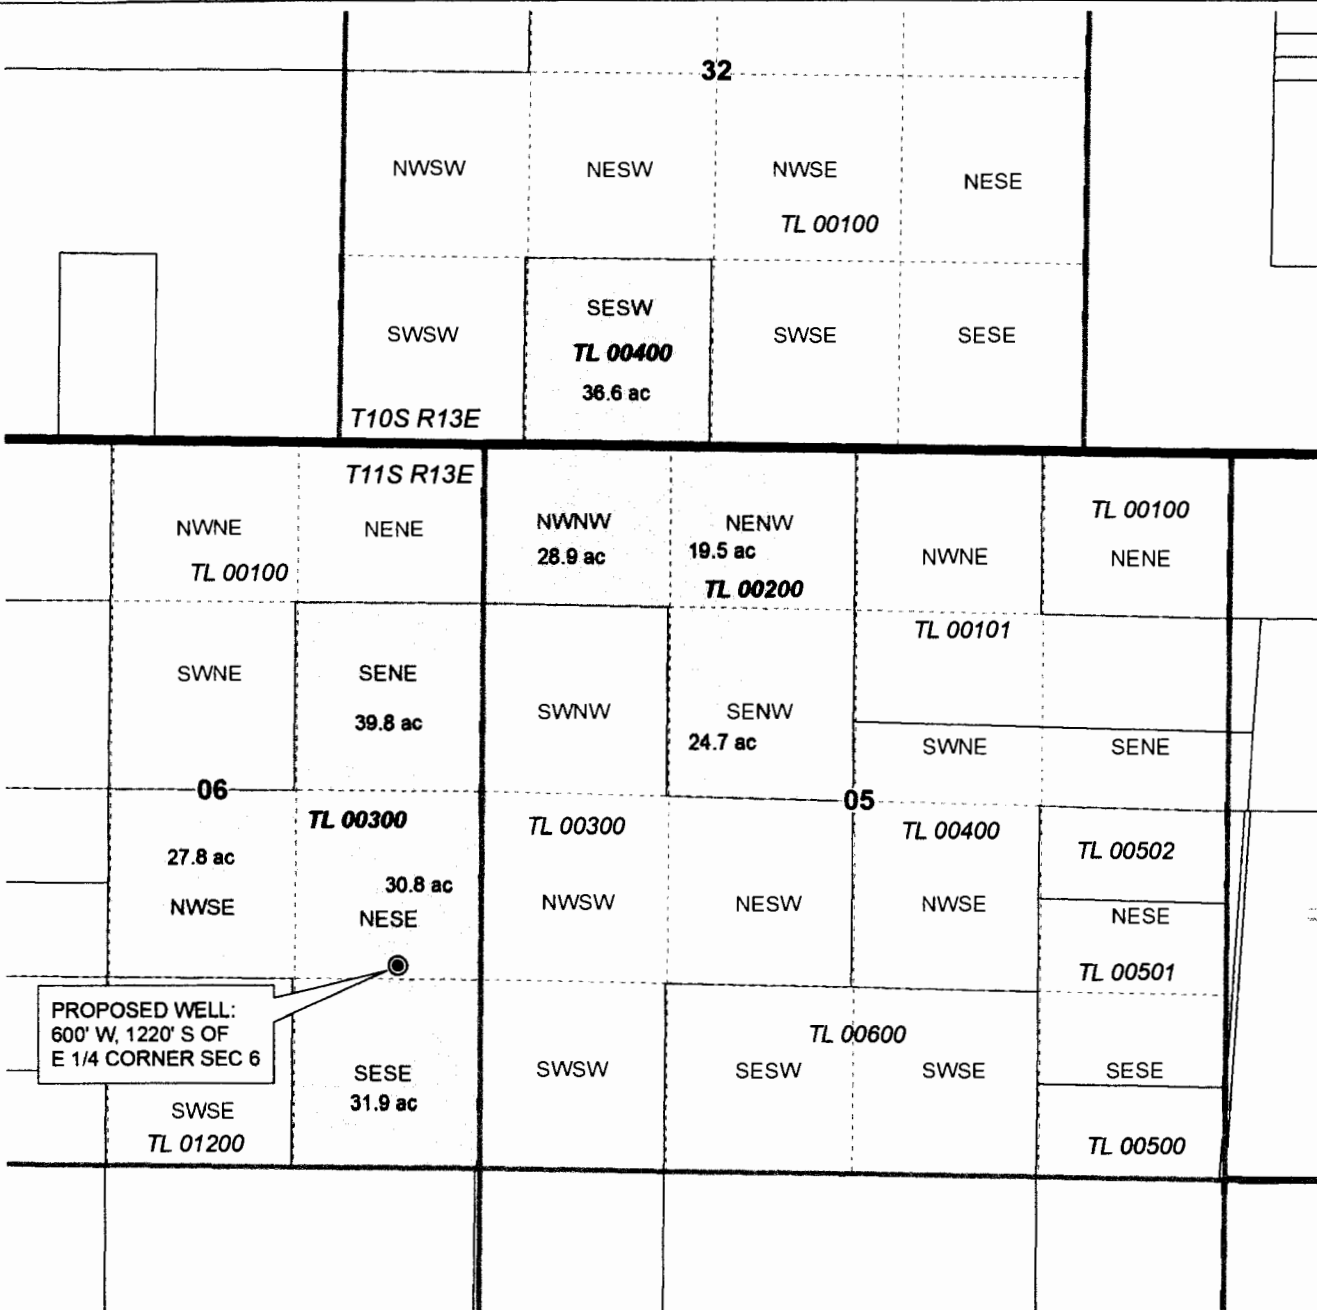 32
NWSW NESW NWSE NESE
TL 00100
SWSW SESW SWSE SESE
TL 00400
36.6 ac
T10S R13E
T11S R13E
NWNE NENE NWNW NENW NWNE NENE
TL 00100
TL 00100
28.9 ac
19.5 ac
TL 00200
TL 00101
SWNE SENE SWNW SENW SWNE SENE
39.8 ac
24.7 ac
06
05
TL 00300
TL 00300
TL 00400
TL 00502
27.8 ac
30.8 ac
NWSE NESE NWSW NESW NWSE NESE
TL 00501
PROPOSED WELL:
600' W, 1220' S OF
E 1/4 CORNER SEC 6
TL 00600
SWSE SESE SWSW SESW SWSE SESE
31.9 ac
TL 01200
TL 00500